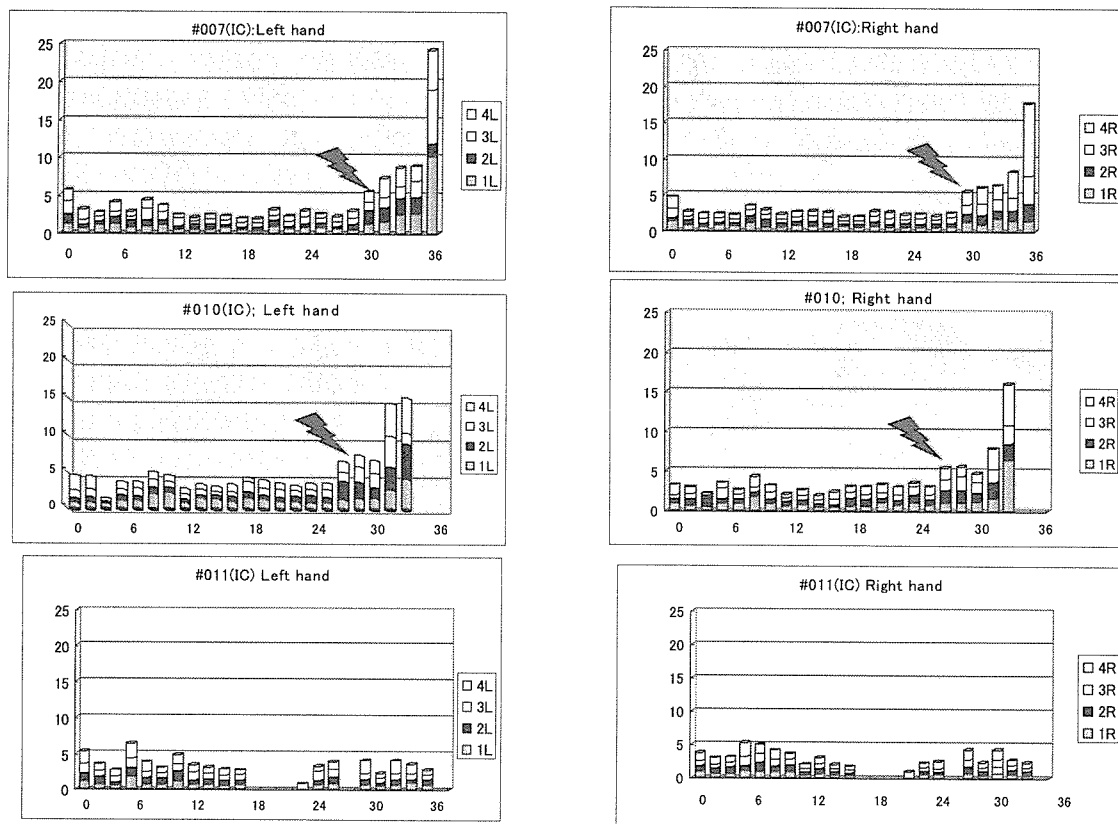 #007(IC):Left hand
25
20
15
10
5
0
0 6 12 18 24 30 36
4L
3L
2L
1L
#007(IC):Right hand
25
20
15
10
5
0
0 6 12 18 24 30 36
4R
3R
2R
1R
#010(IC); Left hand
25
20
15
10
5
0
0 6 12 18 24 30 36
4L
3L
2L
1L
#010; Right hand
25
20
15
10
5
0
0 6 12 18 24 30 36
4R
3R
2R
1R
#011(IC) Left hand
25
20
15
10
5
0
0 6 12 18 24 30 36
4L
3L
2L
1L
#011(IC) Right hand
25
20
15
10
5
0
0 6 12 18 24 30 36
4R
3R
2R
1R